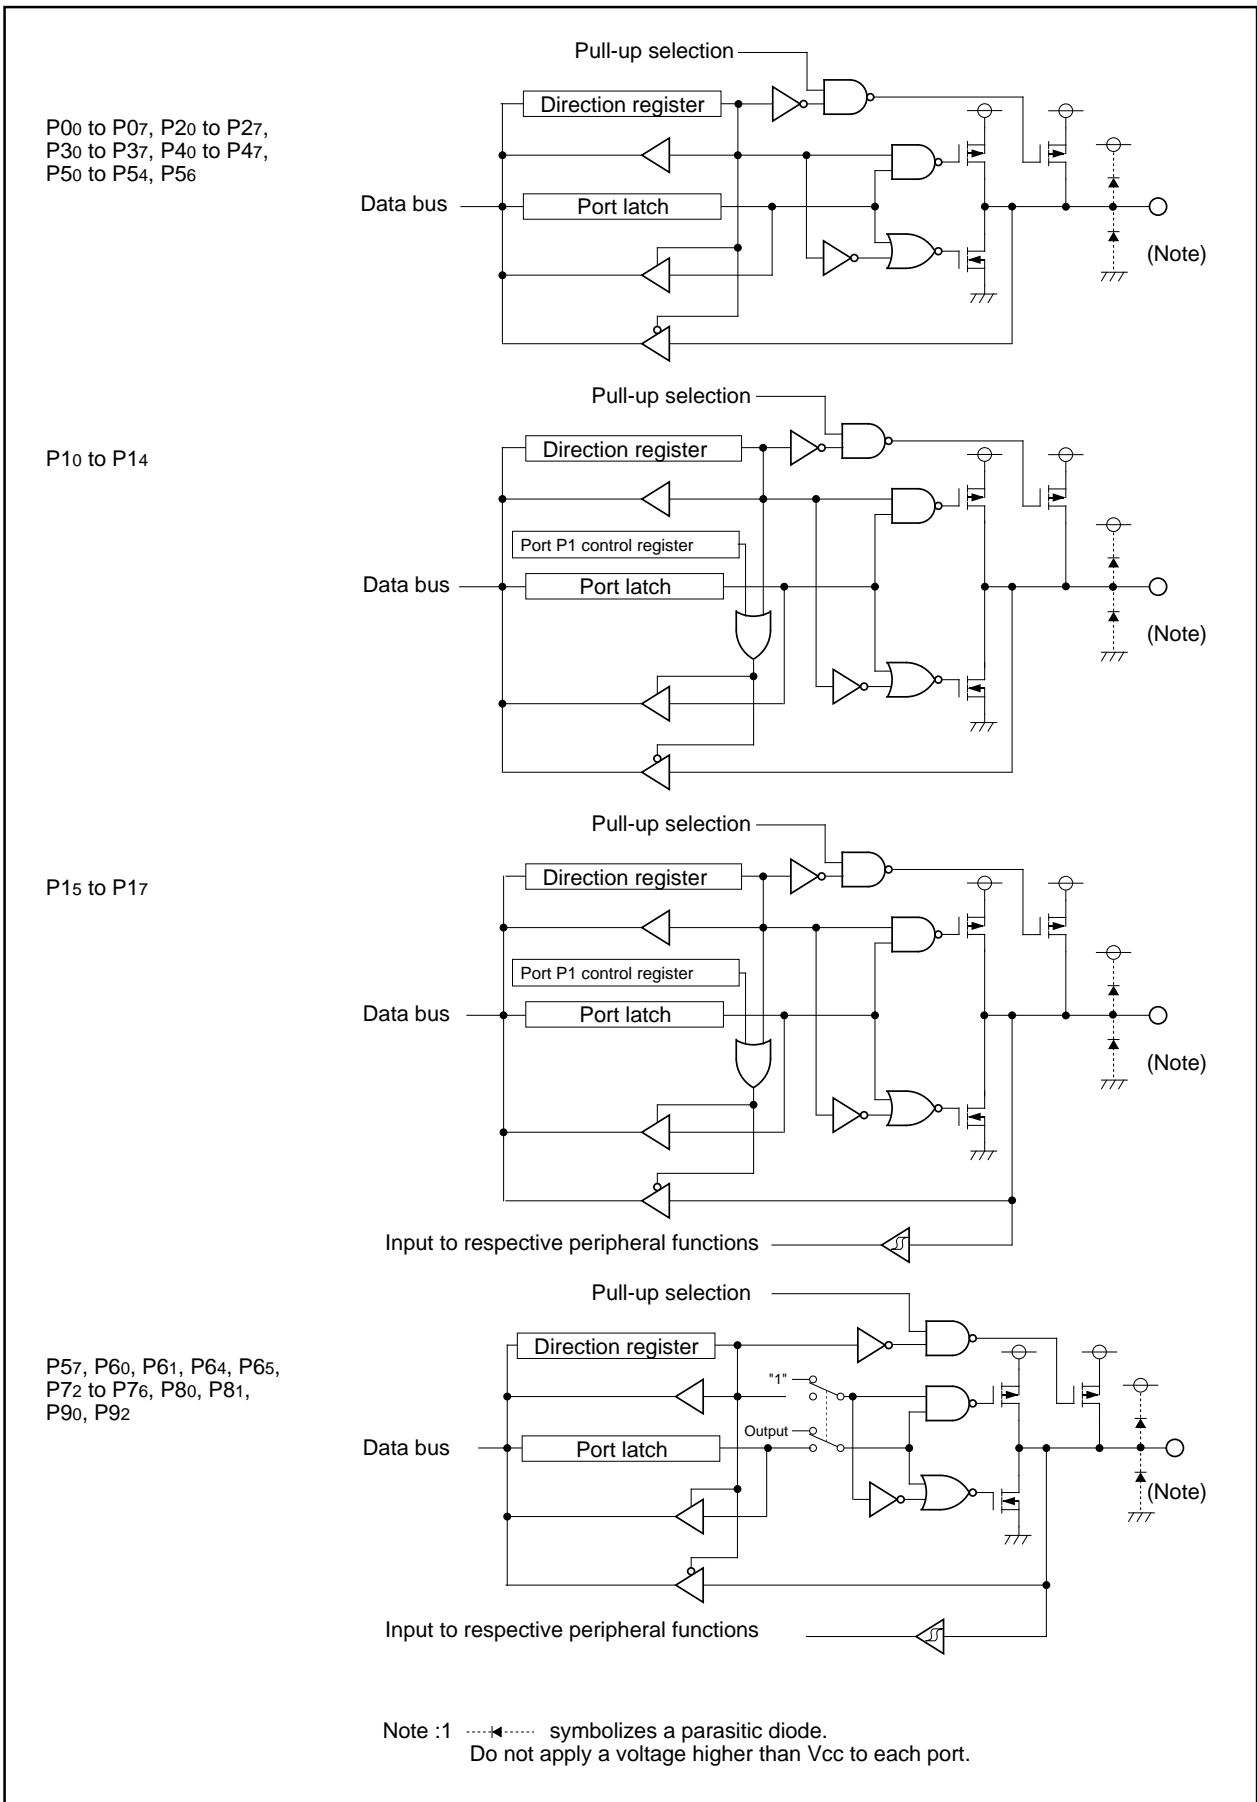 Pull-up selection
Direction register
P00 to P07, P20 to P27,
P30 to P37, P40 to P47,
P50 to P54, P56
Data bus
Port latch
(Note)
Pull-up selection
Direction register
P10 to P14
Port P1 control register
Data bus
Port latch
(Note)
Pull-up selection
Direction register
P15 to P17
Port P1 control register
Data bus
Port latch
(Note)
Input to respective peripheral functions
Pull-up selection
Direction register
P57, P60, P61, P64, P65,
P72 to P76, P80, P81,
P90, P92
"1"
Output
Data bus
Port latch
(Note)
Input to respective peripheral functions
Note :1 symbolizes a parasitic diode.
Do not apply a voltage higher than Vcc to each port.